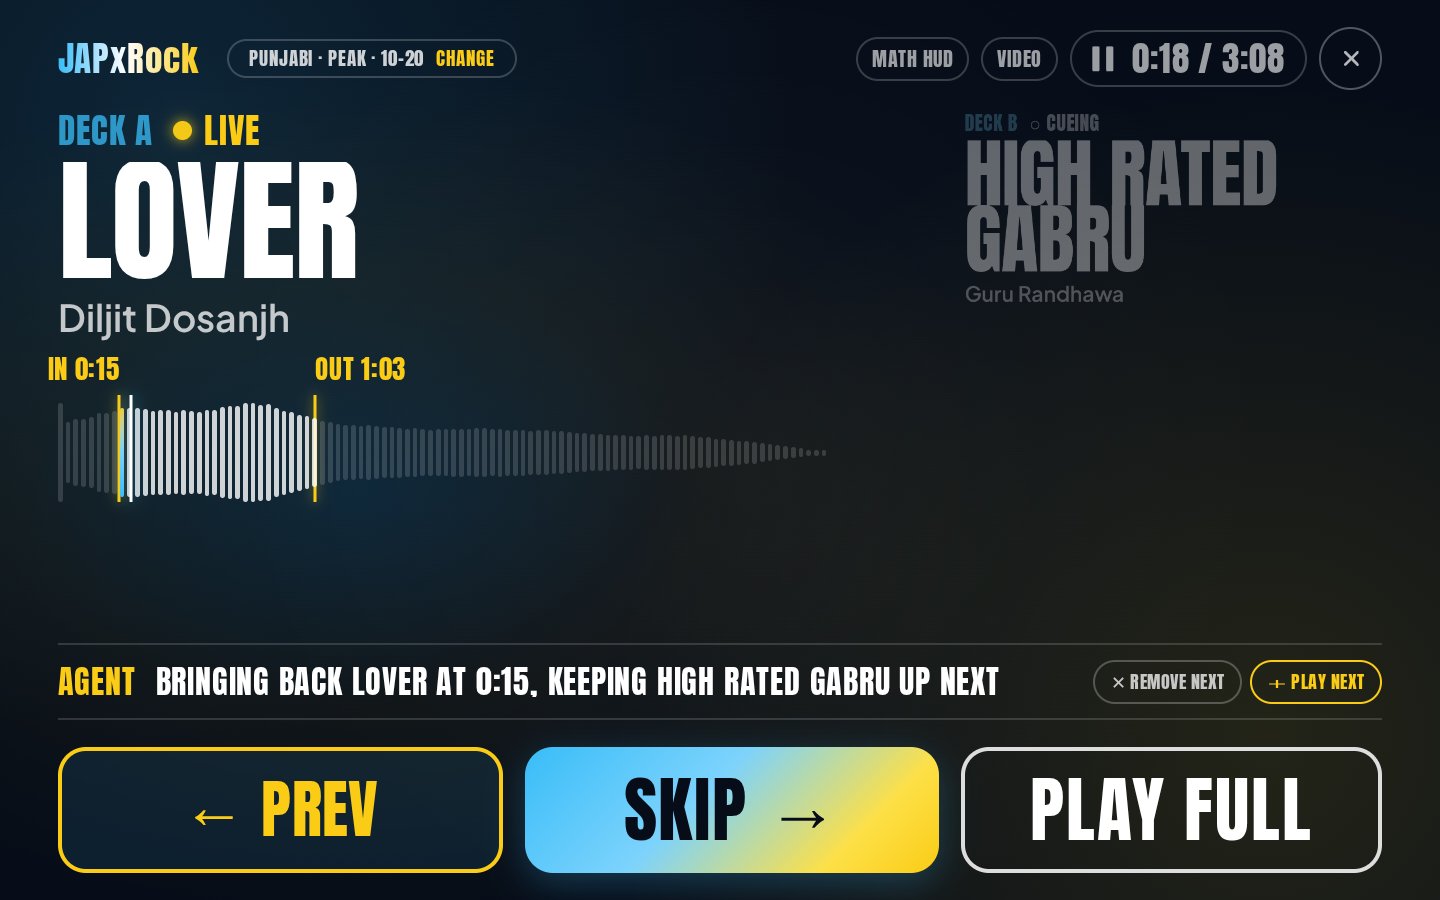 JAPxRock
PUNJABI · PEAK · 10-20 CHANGE
MATH HUD
VIDEO
0:18 / 3:08
DECK A LIVE
LOVER
Diljit Dosanjh
IN 0:15
OUT 1:03
DECK B CUEING
HIGH RATED
GABRU
Guru Randhawa
AGENT BRINGING BACK LOVER AT 0:15, KEEPING HIGH RATED GABRU UP NEXT
× REMOVE NEXT
+ PLAY NEXT
← PREV
SKIP →
PLAY FULL